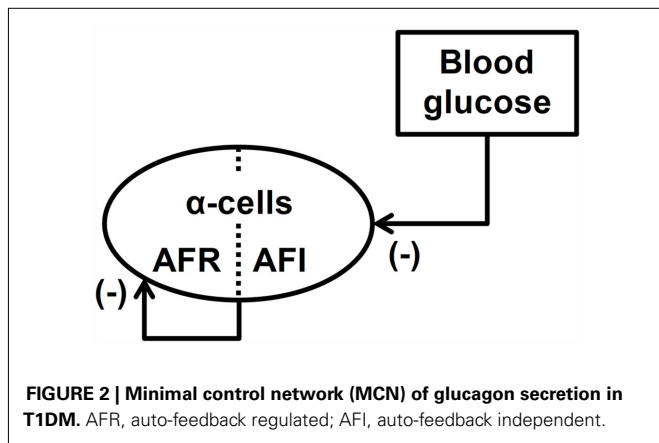 Blood
glucose
α-cells
AFR AFI
(-)
(-)
FIGURE 2 | Minimal control network (MCN) of glucagon secretion in
T1DM. AFR, auto-feedback regulated; AFI, auto-feedback independent.